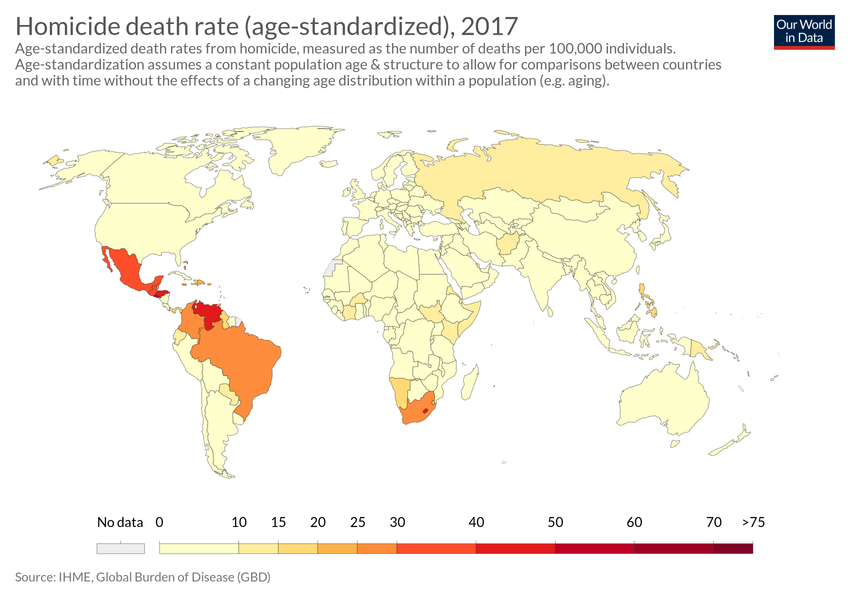 Homicide death rate (age-standardized), 2017
Our World
in Data
Age-standardized death rates from homicide, measured as the number of deaths per 100,000 individuals.
Age-standardization assumes a constant population age & structure to allow for comparisons between countries
and with time without the effects of a changing age distribution within a population (e.g. aging).
No data 0 10 15 20 25 30 40 50 60 70 >75
Source: IHME, Global Burden of Disease (GBD)